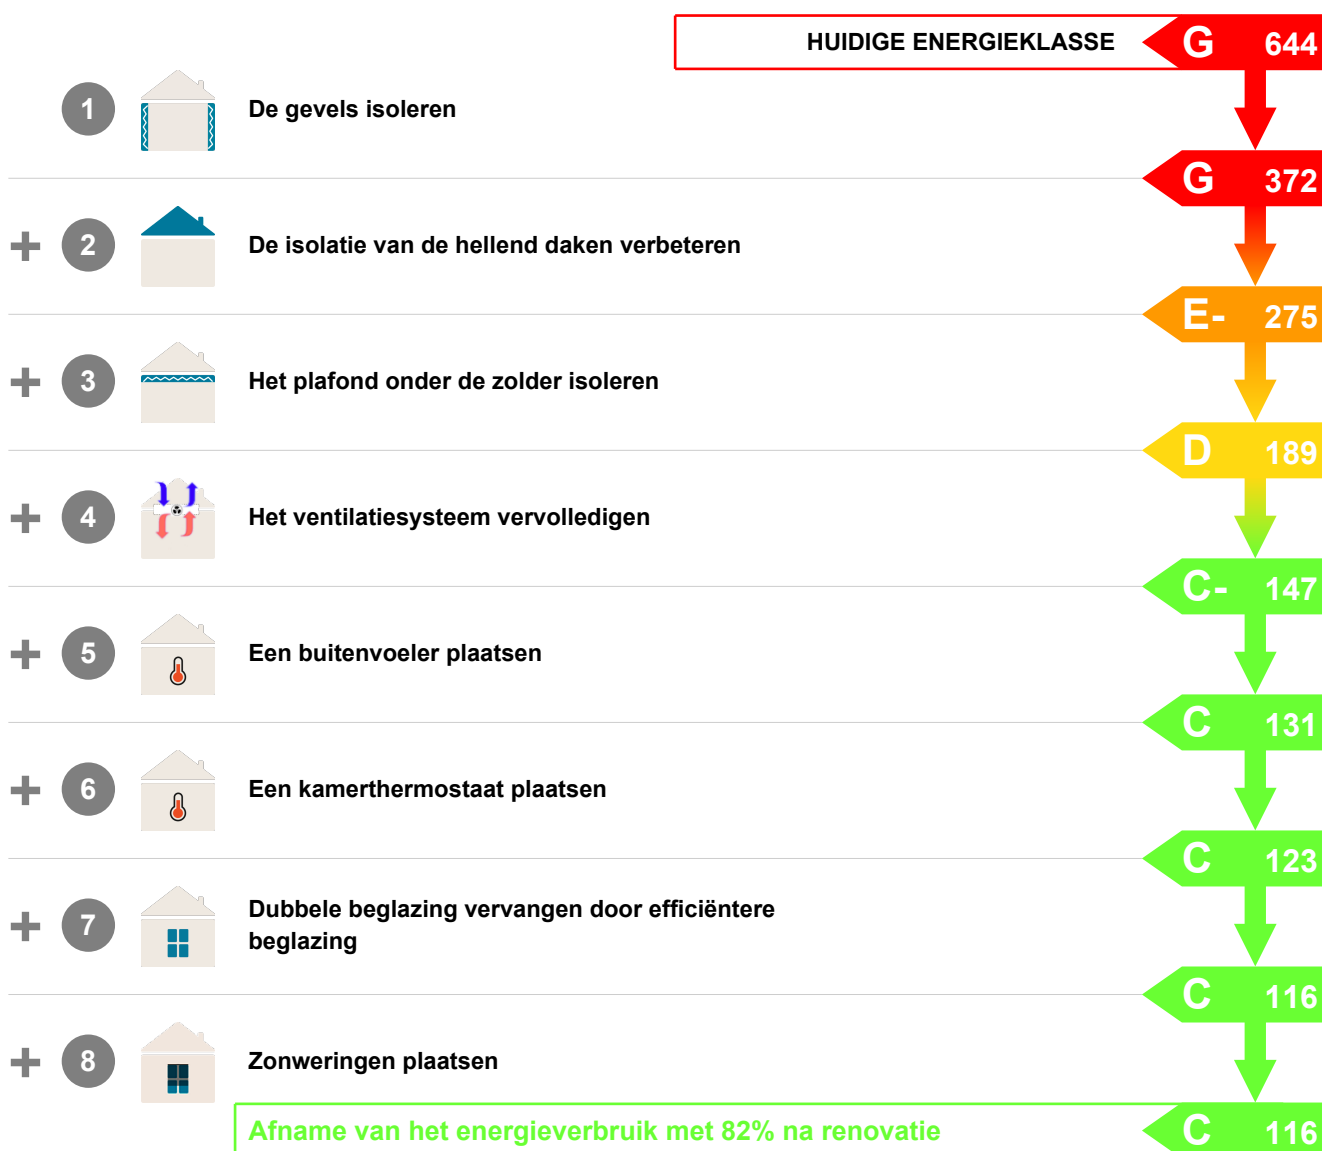 HUIDIGE ENERGIEKLASSE G 644
1 De gevels isoleren
G 372
+ 2 De isolatie van de hellend daken verbeteren
E- 275
+ 3 Het plafond onder de zolder isoleren
D 189
+ 4 Het ventilatiesysteem vervolledigen
C- 147
+ 5 Een buitenvoeler plaatsen
C 131
+ 6 Een kamerthermostaat plaatsen
C 123
+ 7 Dubbele beglazing vervangen door efficiëntere
beglazing
C 116
+ 8 Zonweringen plaatsen
Afname van het energieverbruik met 82% na renovatie C 116